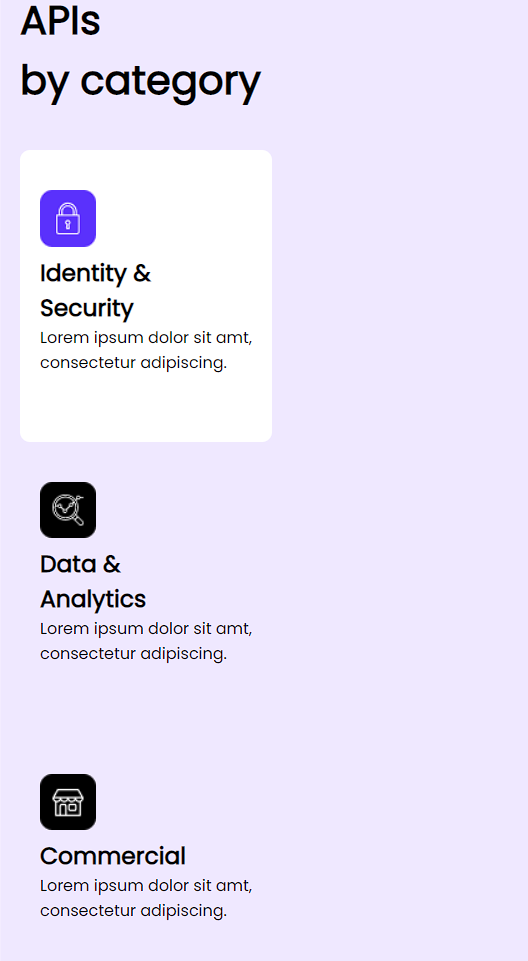 APIs
by category
Identity &
Security
Lorem ipsum dolor sit amt,
consectetur adipiscing.
Data &
Analytics
Lorem ipsum dolor sit amt,
consectetur adipiscing.
Commercial
Lorem ipsum dolor sit amt,
consectetur adipiscing.